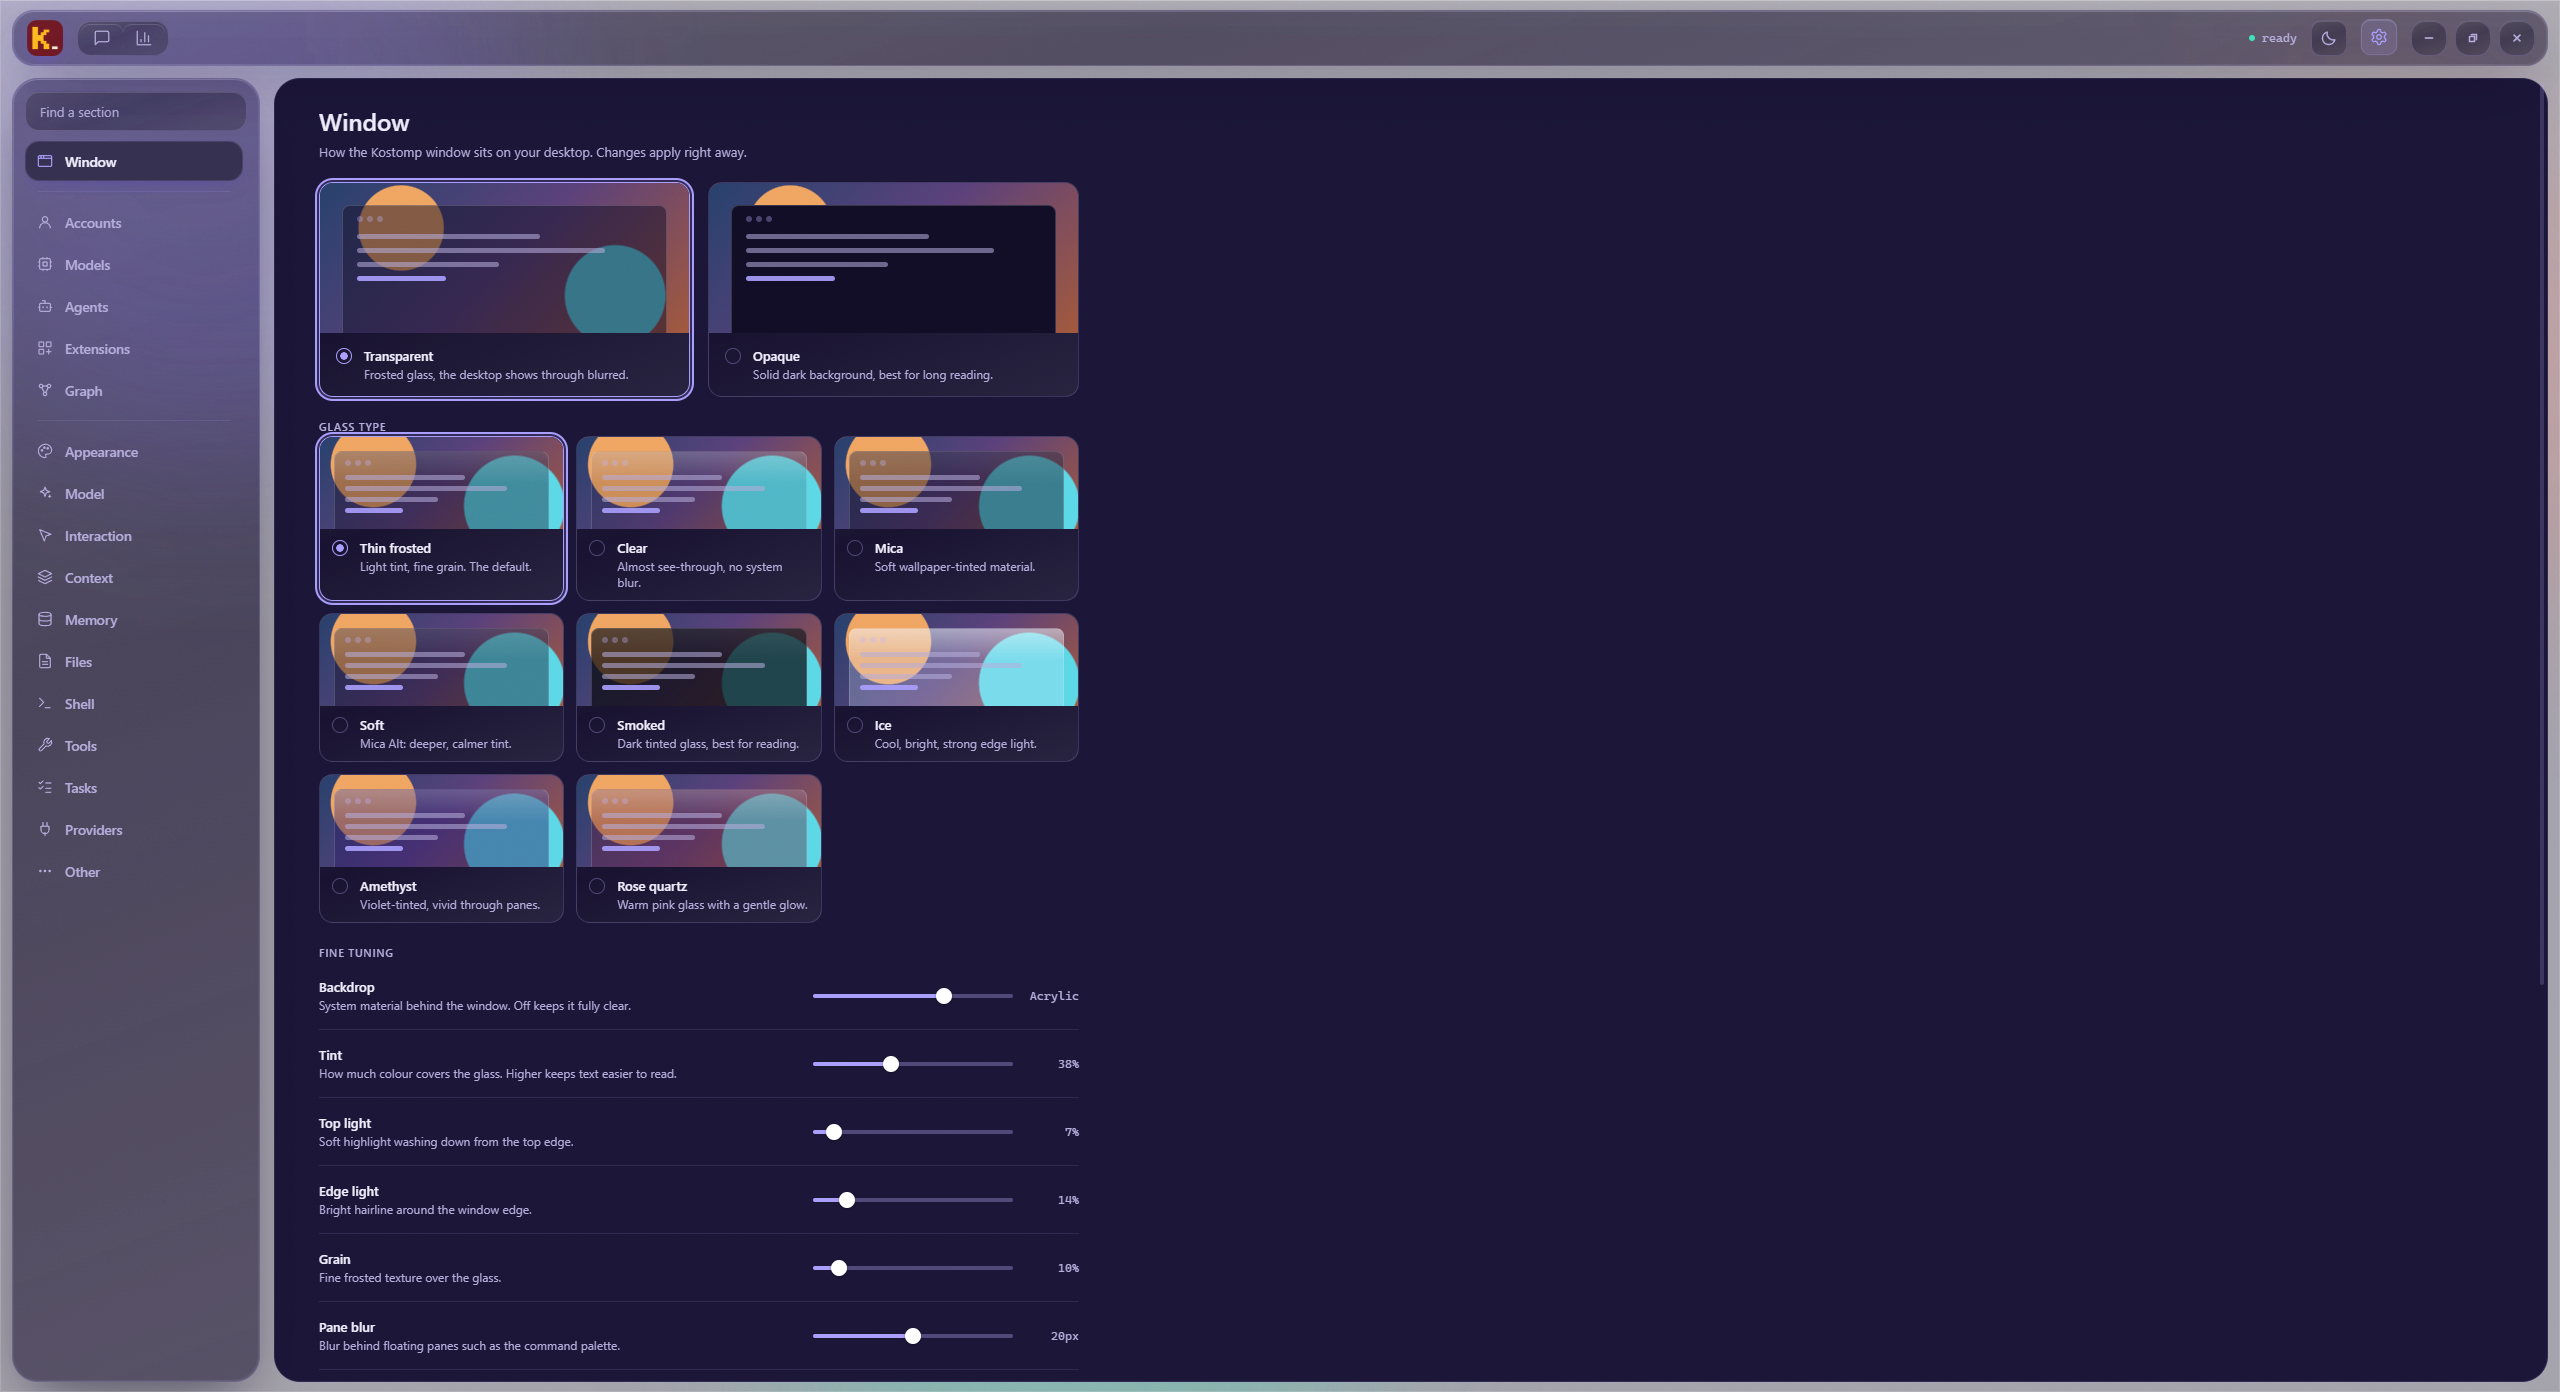 K.
ready
Find a section
Window
Accounts
Models
Agents
Extensions
Graph
Appearance
Model
Interaction
Context
Memory
Files
Shell
Tools
Tasks
Providers
Other
Window
How the Kostomp window sits on your desktop. Changes apply right away.
Transparent
Frosted glass, the desktop shows through blurred.
Opaque
Solid dark background, best for long reading.
GLASS TYPE
Thin frosted
Light tint, fine grain. The default.
Clear
Almost see-through, no system
blur.
Mica
Soft wallpaper-tinted material.
Soft
Mica Alt: deeper, calmer tint.
Smoked
Dark tinted glass, best for reading.
Ice
Cool, bright, strong edge light.
Amethyst
Violet-tinted, vivid through panes.
Rose quartz
Warm pink glass with a gentle glow.
FINE TUNING
Backdrop
System material behind the window. Off keeps it fully clear.
Acrylic
Tint
How much colour covers the glass. Higher keeps text easier to read.
38%
Top light
Soft highlight washing down from the top edge.
7%
Edge light
Bright hairline around the window edge.
14%
Grain
Fine frosted texture over the glass.
10%
Pane blur
Blur behind floating panes such as the command palette.
20px